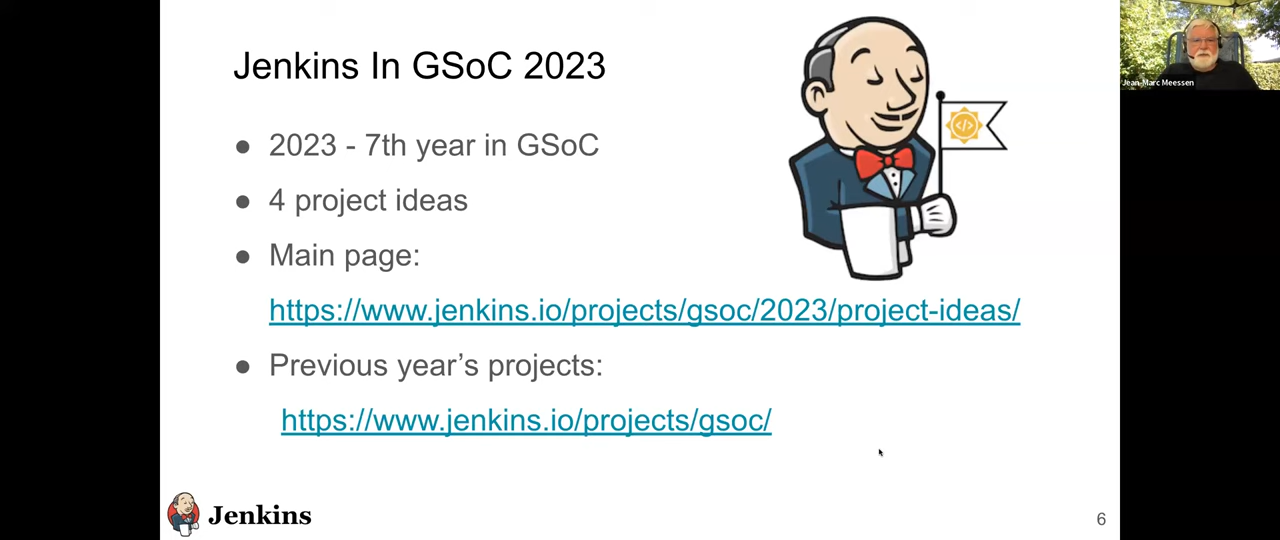 Jenkins In GSoC 2023
Jean-Marc Meessen
● 2023 - 7th year in GSoC
● 4 project ideas
● Main page:
https://www.jenkins.io/projects/gsoc/2023/project-ideas/
● Previous year’s projects:
https://www.jenkins.io/projects/gsoc/
</>
Jenkins
6